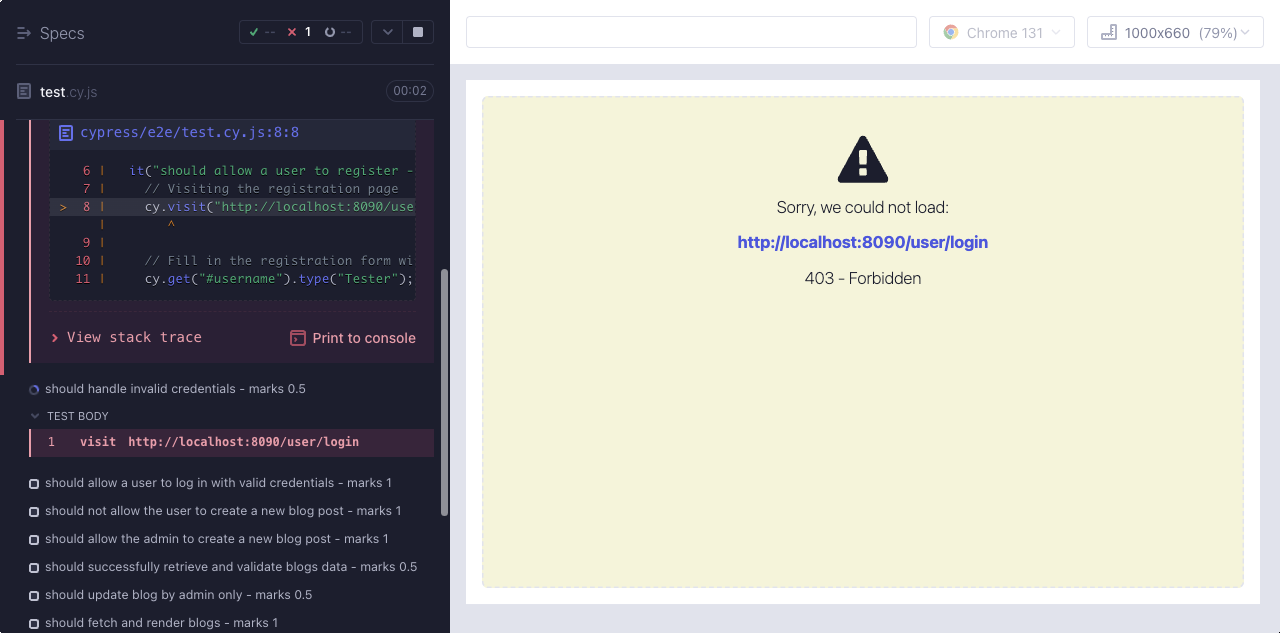 Specs
-- 1 --
test.cy.js
00:02
cypress/e2e/test.cy.js:8:8
6 | it("should allow a user to register -
7 | // Visiting the registration page
> 8 | cy.visit("http://localhost:8090/use
| ^
9 |
10 | // Fill in the registration form wi
11 | cy.get("#username").type("Tester");
View stack trace
Print to console
should handle invalid credentials - marks 0.5
TEST BODY
1 visit http://localhost:8090/user/login
should allow a user to log in with valid credentials - marks 1
should not allow the user to create a new blog post - marks 1
should allow the admin to create a new blog post - marks 1
should successfully retrieve and validate blogs data - marks 0.5
should update blog by admin only - marks 0.5
should fetch and render blogs - marks 1
Chrome 131
1000x660 (79%)
Sorry, we could not load:
http://localhost:8090/user/login
403 - Forbidden